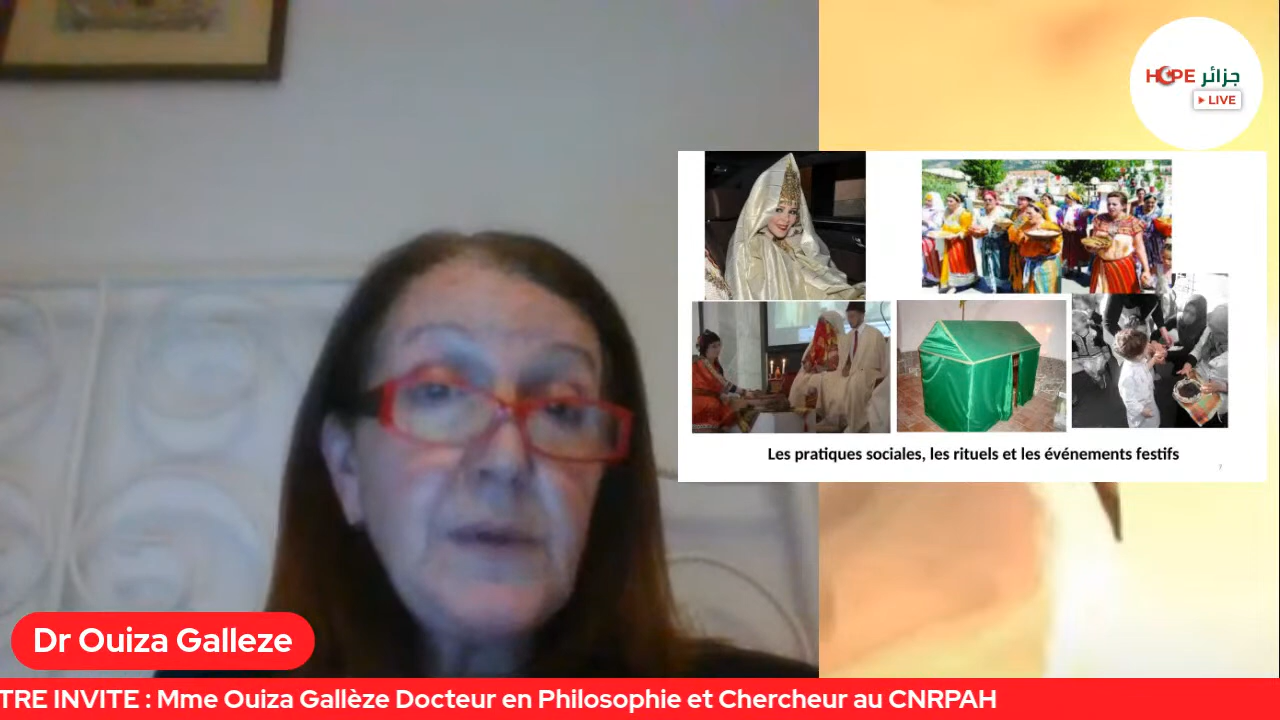 HOPE جزائر
LIVE
Les pratiques sociales, les rituels et les événements festifs
7
Dr Ouiza Galleze
TRE INVITE : Mme Ouiza Gallèze Docteur en Philosophie et Chercheur au CNRPAH